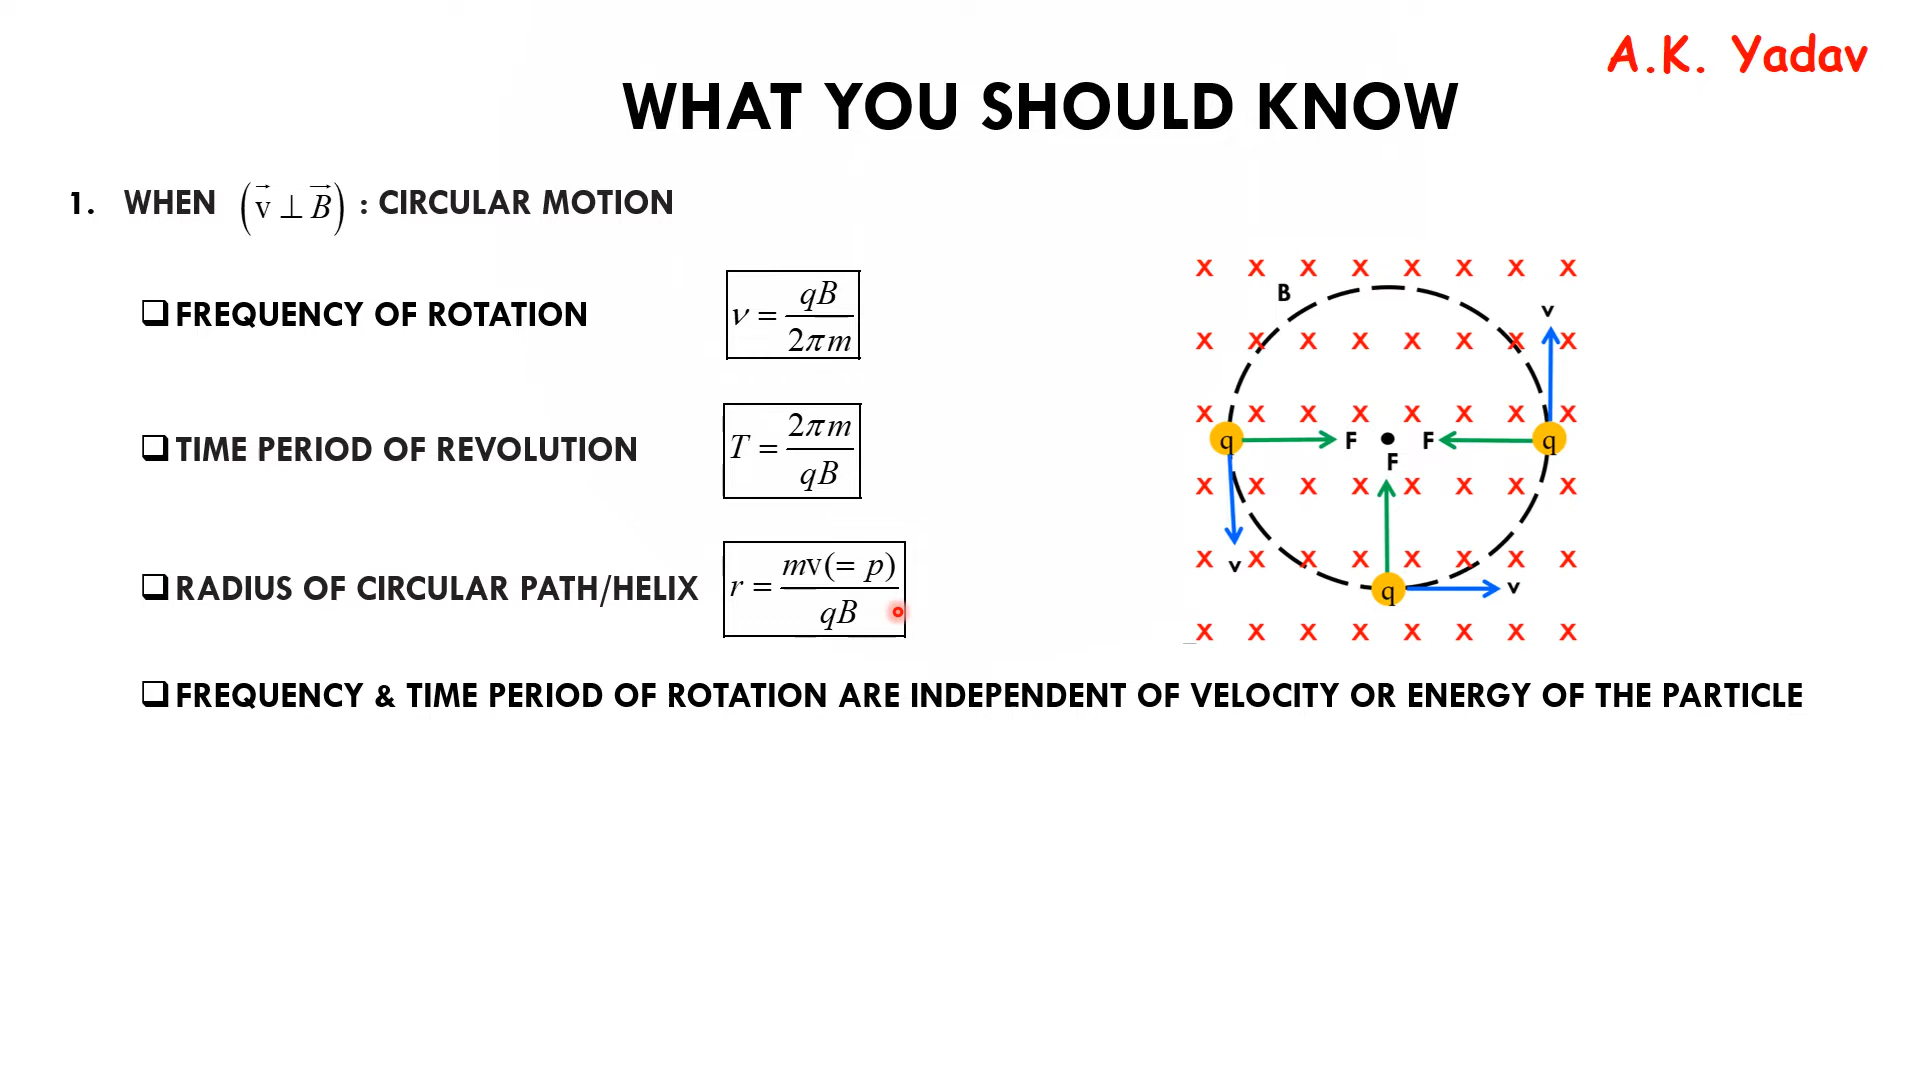 A.K. Yadav
WHAT YOU SHOULD KNOW
1. WHEN (v⃗ ⊥ B⃗) : CIRCULAR MOTION
❑ FREQUENCY OF ROTATION ν = qB / 2πm
❑ TIME PERIOD OF REVOLUTION T = 2πm / qB
❑ RADIUS OF CIRCULAR PATH/HELIX r = mv(= p) / qB
❑ FREQUENCY & TIME PERIOD OF ROTATION ARE INDEPENDENT OF VELOCITY OR ENERGY OF THE PARTICLE
X X X X X X X X
B
v
X X X X X X X X
X X X X X X X X
q F F q
F
X X X X X X X X
X v X X X X X X X
q v
X X X X X X X X